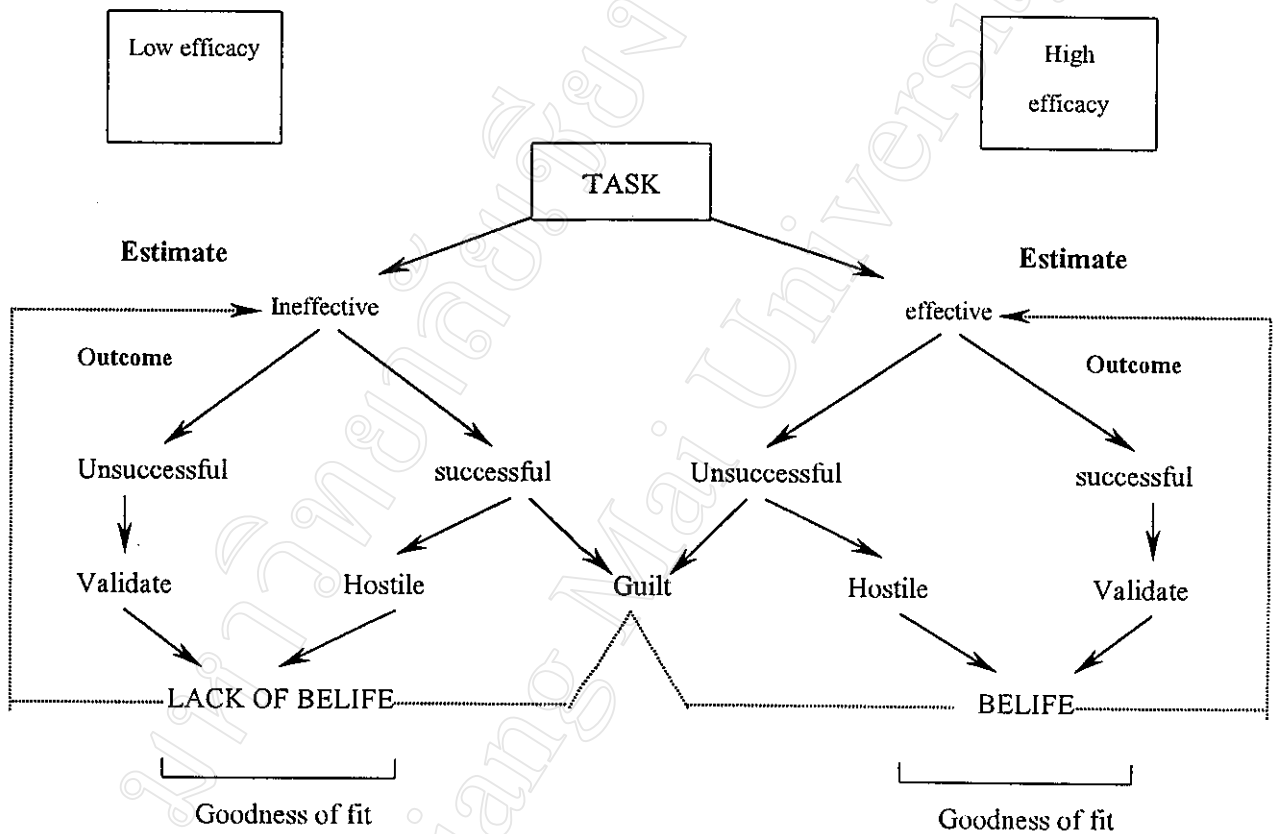 Low efficacy
High
efficacy
TASK
Estimate
Estimate
Ineffective
effective
Outcome
Outcome
Unsuccessful
successful
Unsuccessful
successful
Validate
Hostile
Guilt
Hostile
Validate
LACK OF BELIFE
BELIFE
Goodness of fit
Goodness of fit